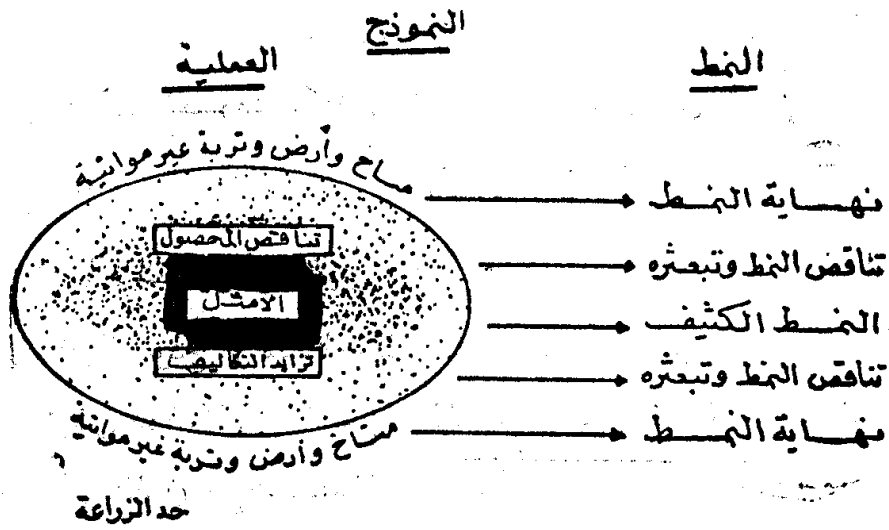 النموذج
النمط
العملية
مناخ وأرض وتربة غير مواتية
نهاية النمط
تناقص المحصول
تناقص النمط وتبعثره
الامثل
النمط الكثيف
تزايد التكاليف
تناقص النمط وتبعثره
مناخ وأرض وتربة غير مواتية
نهاية النمط
حد الزراعة